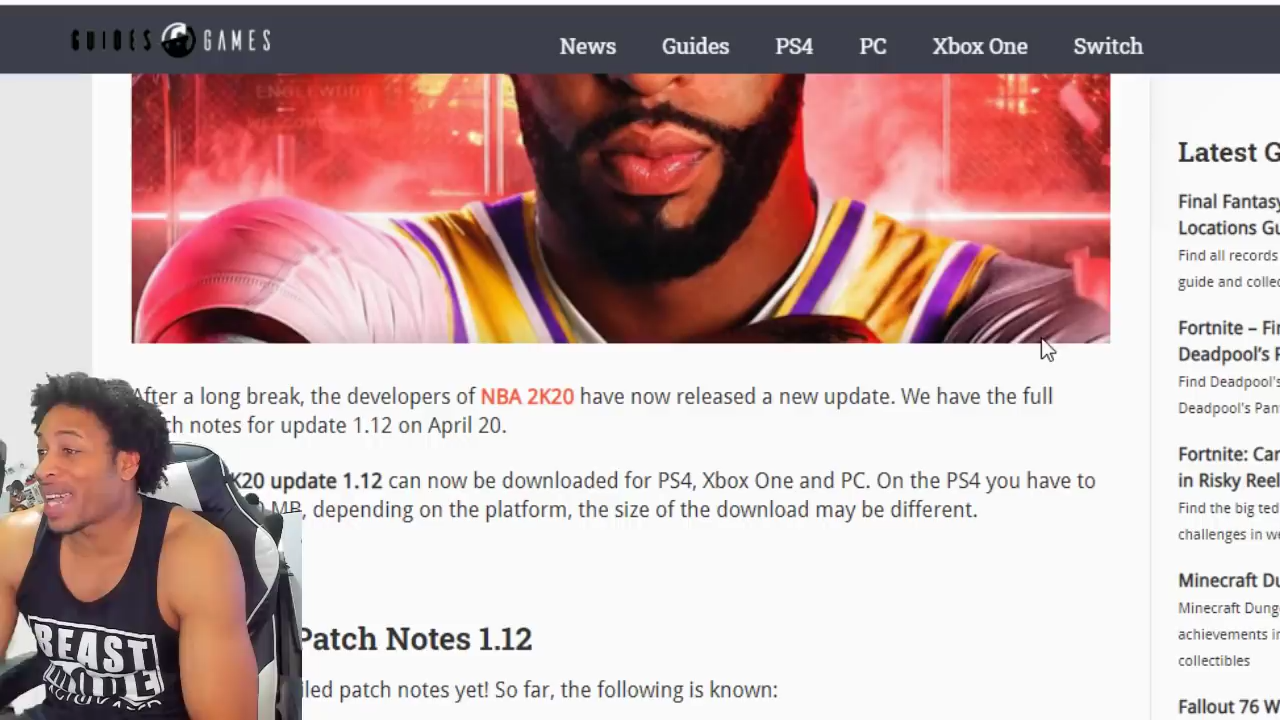 GUIDES GAMES
News Guides PS4 PC Xbox One Switch
ENGLEWOOD
Latest G
Final Fantasy
Locations Gu
Find all records
guide and collec
Fortnite – Fi
Deadpool's P
Find Deadpool's
Deadpool's Pan
Fortnite: Car
in Risky Reel
Find the big ted
challenges in we
Minecraft Du
Minecraft Dung
achievements i
collectibles
Fallout 76 W
After a long break, the developers of NBA 2K20 have now released a new update. We have the full
notes for update 1.12 on April 20.
K20 update 1.12 can now be downloaded for PS4, Xbox One and PC. On the PS4 you have to
MB, depending on the platform, the size of the download may be different.
Patch Notes 1.12
iled patch notes yet! So far, the following is known:
BEAST
MODE